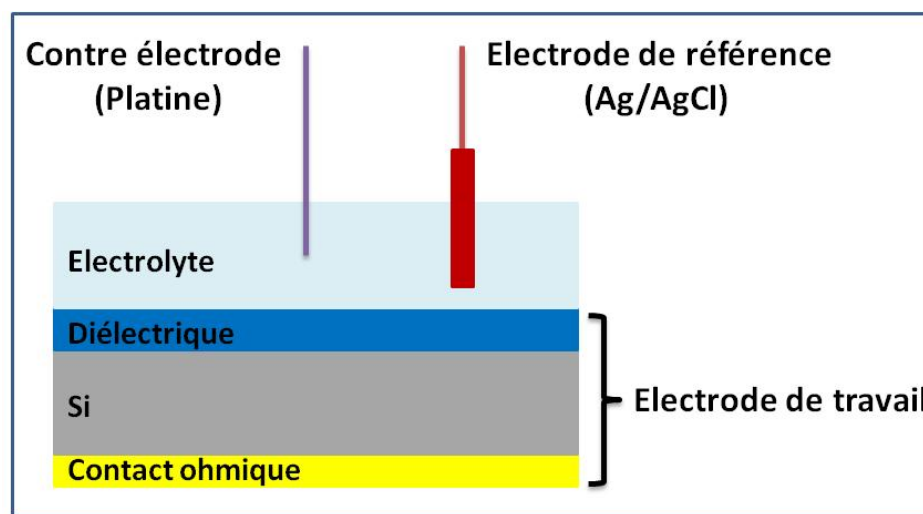 Contre électrode
(Platine)
Electrode de référence
(Ag/AgCl)
Electrolyte
Diélectrique
Si
Contact ohmique
Electrode de travail